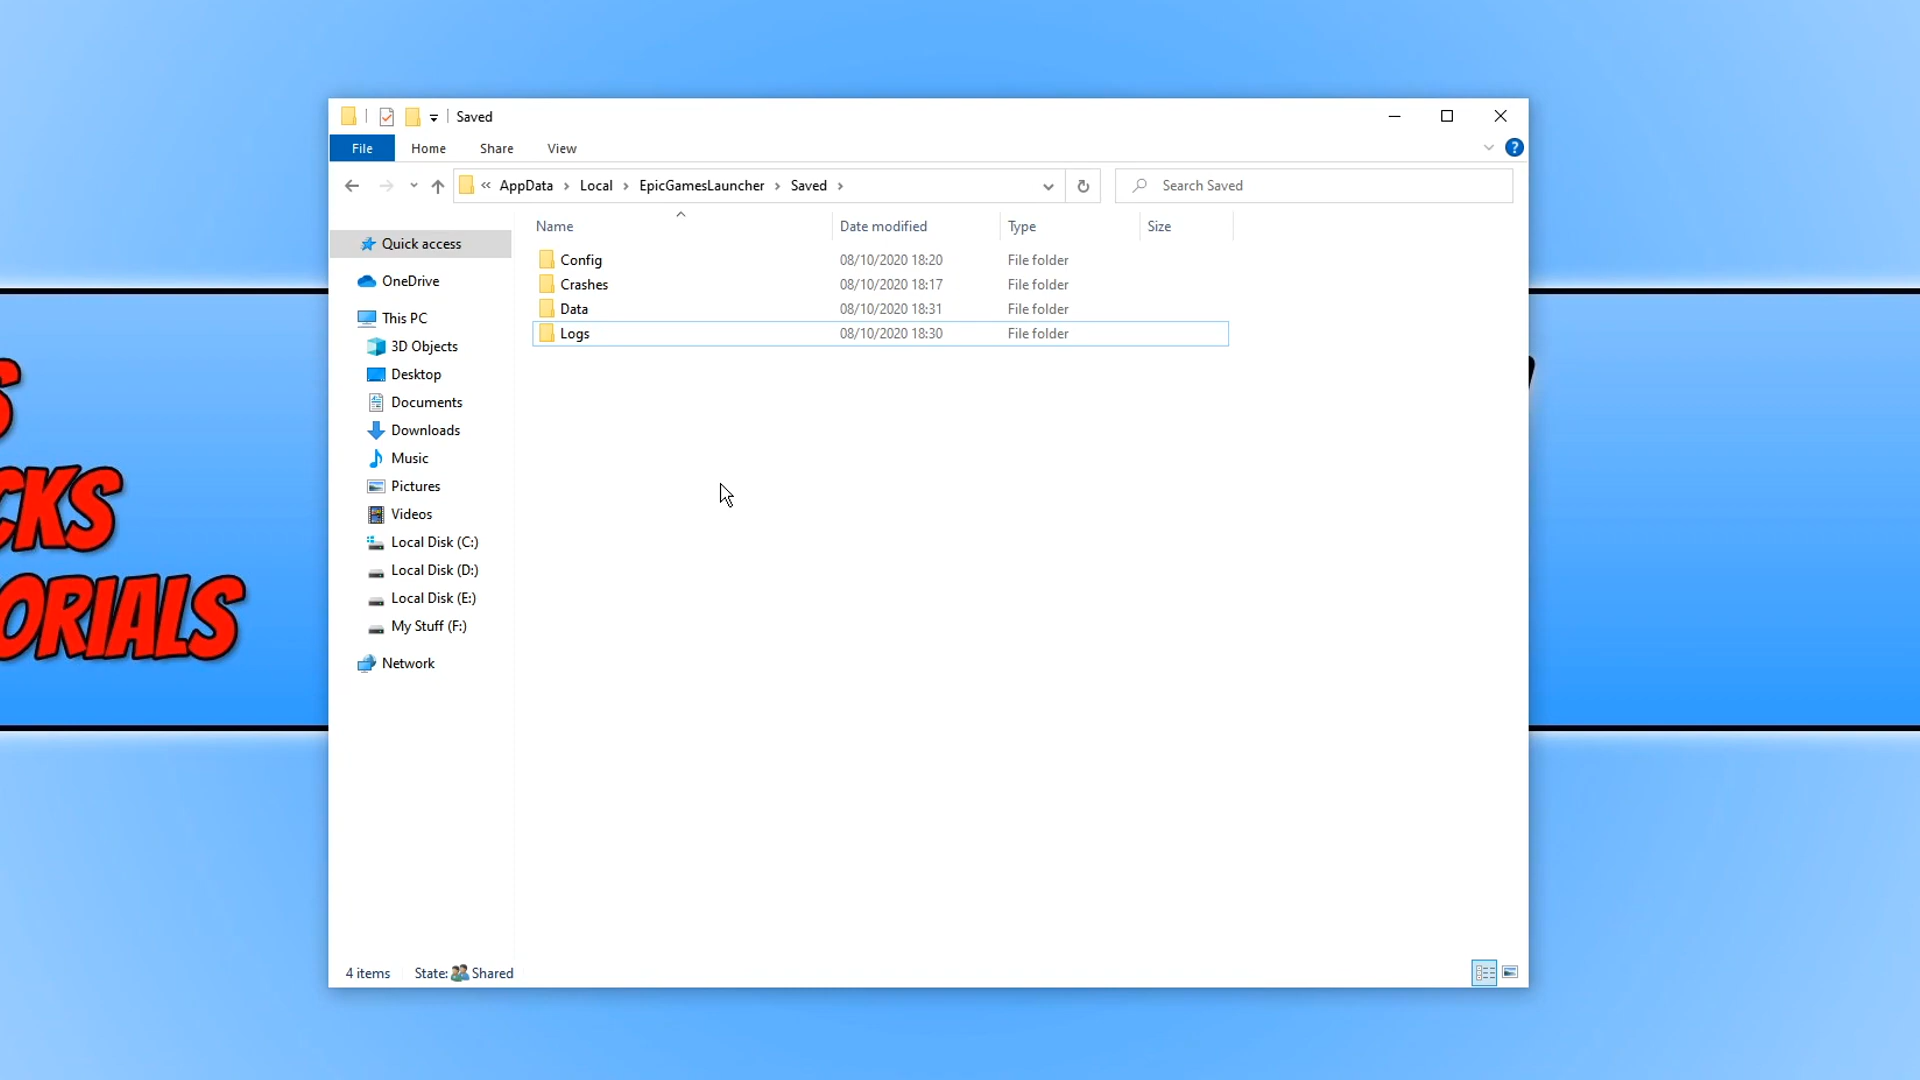 Saved
File Home Share View
« AppData › Local › EpicGamesLauncher › Saved ›
Search Saved
Name Date modified Type Size
Quick access
OneDrive
This PC
3D Objects
Desktop
Documents
Downloads
Music
Pictures
Videos
Local Disk (C:)
Local Disk (D:)
Local Disk (E:)
My Stuff (F:)
Network
Config 08/10/2020 18:20 File folder
Crashes 08/10/2020 18:17 File folder
Data 08/10/2020 18:31 File folder
Logs 08/10/2020 18:30 File folder
4 items State: Shared
S
CKS
ORIALS